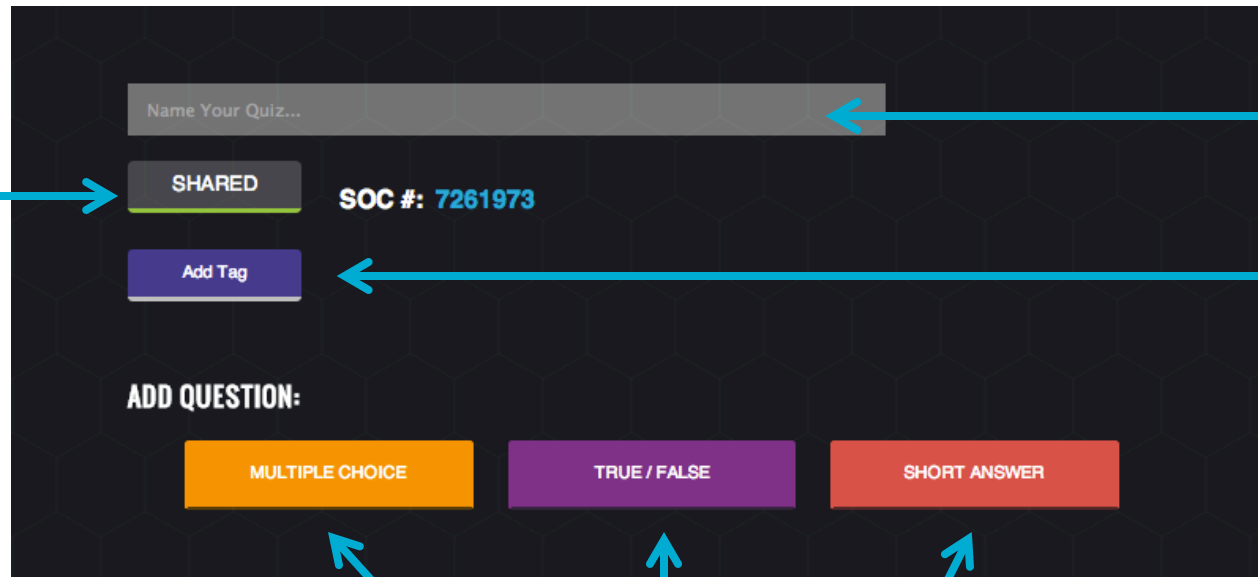 Name Your Quiz...
SHARED
SOC #: 7261973
Add Tag
ADD QUESTION:
MULTIPLE CHOICE TRUE / FALSE SHORT ANSWER